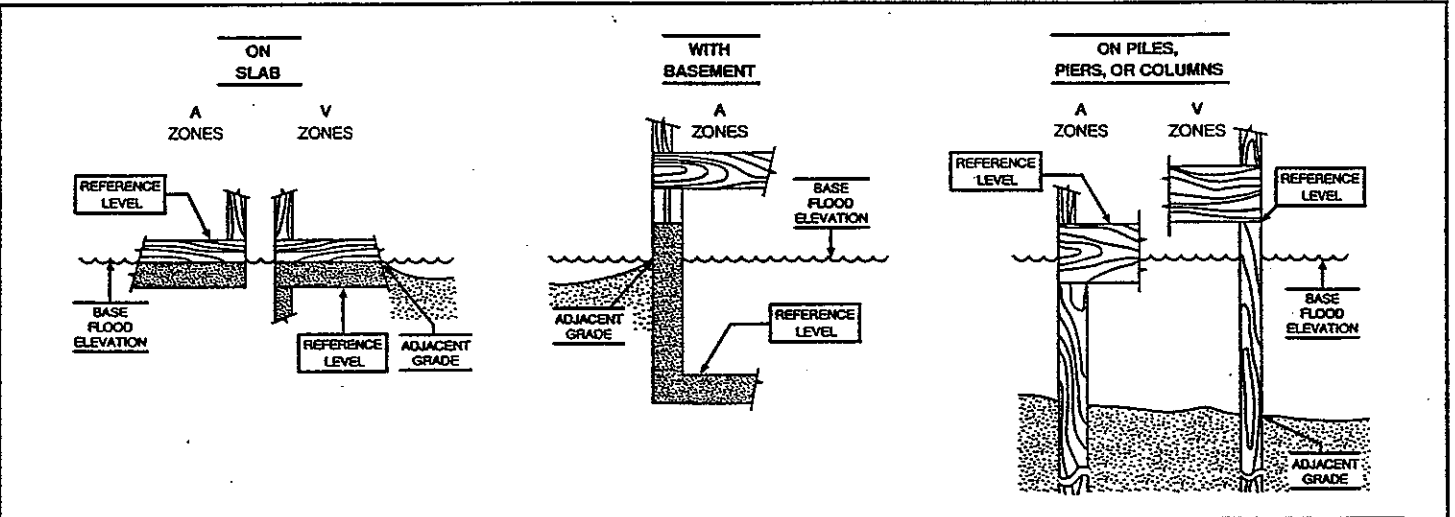 ON
SLAB
A
ZONES
V
ZONES
REFERENCE
LEVEL
BASE
FLOOD
ELEVATION
REFERENCE
LEVEL
ADJACENT
GRADE
WITH
BASEMENT
A
ZONES
BASE
FLOOD
ELEVATION
ADJACENT
GRADE
REFERENCE
LEVEL
ON PILES,
PIERS, OR COLUMNS
A
ZONES
V
ZONES
REFERENCE
LEVEL
REFERENCE
LEVEL
BASE
FLOOD
ELEVATION
ADJACENT
GRADE